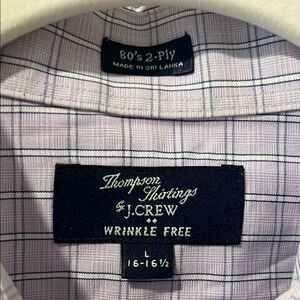 80's 2-Ply
MADE IN SRI LANKA
Thompson
Shirtings
by J.CREW
WRINKLE FREE
L
16-16½